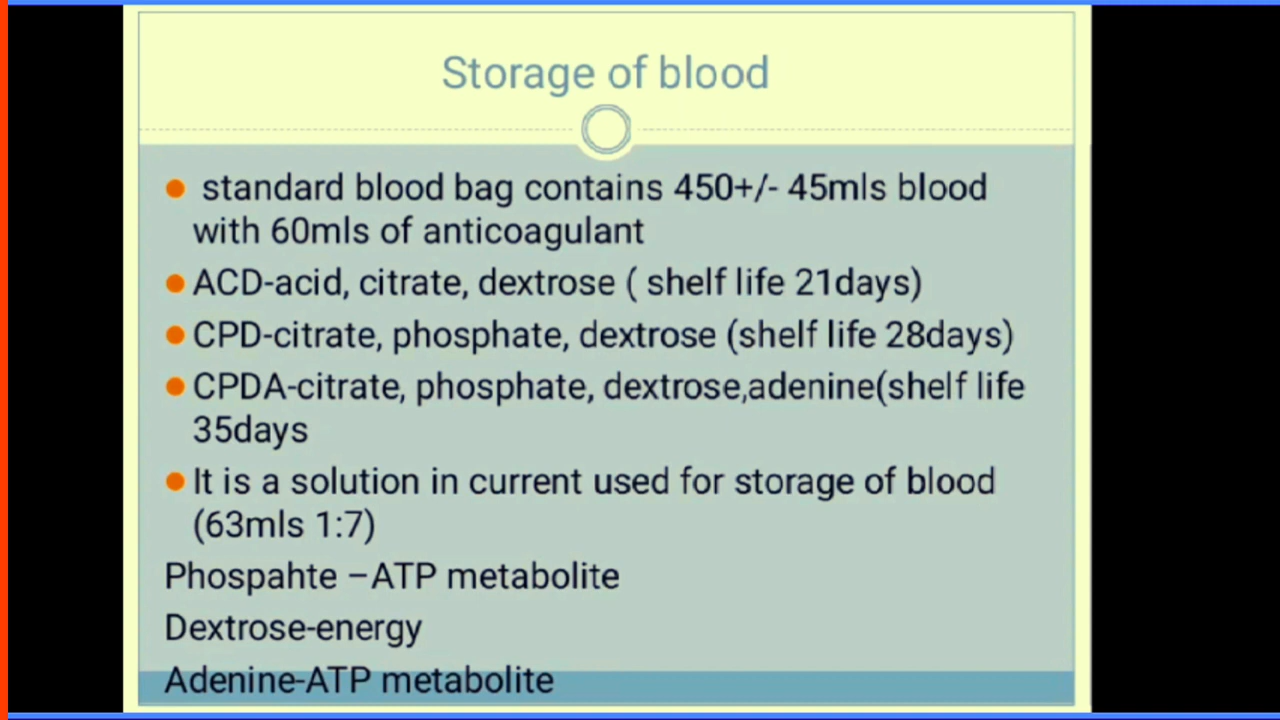 Storage of blood
standard blood bag contains 450+/- 45mls blood
with 60mls of anticoagulant
ACD-acid, citrate, dextrose ( shelf life 21days)
CPD-citrate, phosphate, dextrose (shelf life 28days)
CPDA-citrate, phosphate, dextrose,adenine(shelf life
35days
It is a solution in current used for storage of blood
(63mls 1:7)
Phospahte –ATP metabolite
Dextrose-energy
Adenine-ATP metabolite